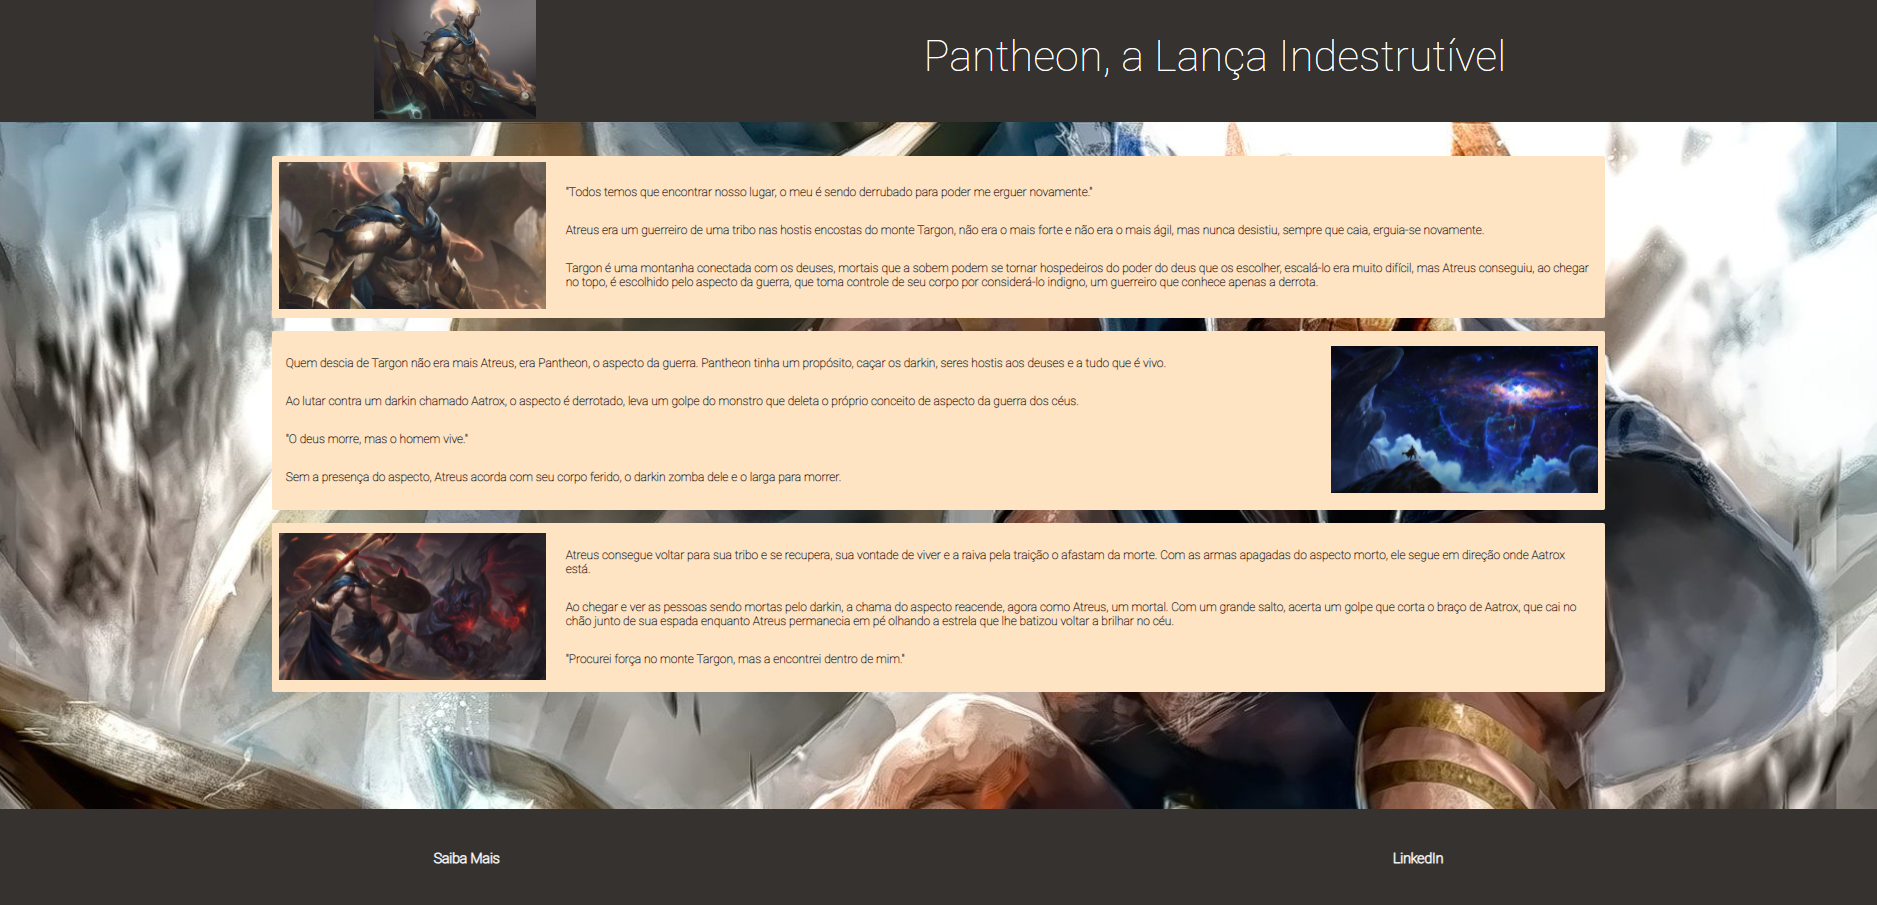 Pantheon, a Lança Indestrutível
"Todos temos que encontrar nosso lugar, o meu é sendo derrubado para poder me erguer novamente."
Atreus era um guerreiro de uma tribo nas hostis encostas do monte Targon, não era o mais forte e não era o mais ágil, mas nunca desistiu, sempre que caia, erguia-se novamente.
Targon é uma montanha conectada com os deuses, mortais que a sobem podem se tornar hospedeiros do poder do deus que os escolher, escalá-lo era muito difícil, mas Atreus conseguiu, ao chegar
no topo, é escolhido pelo aspecto da guerra, que toma controle de seu corpo por considerá-lo indigno, um guerreiro que conhece apenas a derrota.
Quem descia de Targon não era mais Atreus, era Pantheon, o aspecto da guerra. Pantheon tinha um propósito, caçar os darkin, seres hostis aos deuses e a tudo que é vivo.
Ao lutar contra um darkin chamado Aatrox, o aspecto é derrotado, leva um golpe do monstro que deleta o próprio conceito de aspecto da guerra dos céus.
"O deus morre, mas o homem vive."
Sem a presença do aspecto, Atreus acorda com seu corpo ferido, o darkin zomba dele e o larga para morrer.
Atreus consegue voltar para sua tribo e se recupera, sua vontade de viver e a raiva pela traição o afastam da morte. Com as armas apagadas do aspecto morto, ele segue em direção onde Aatrox
está.
Ao chegar e ver as pessoas sendo mortas pelo darkin, a chama do aspecto reacende, agora como Atreus, um mortal. Com um grande salto, acerta um golpe que corta o braço de Aatrox, que cai no
chão junto de sua espada enquanto Atreus permanecia em pé olhando a estrela que lhe batizou voltar a brilhar no céu.
"Procurei força no monte Targon, mas a encontrei dentro de mim."
Saiba Mais
LinkedIn